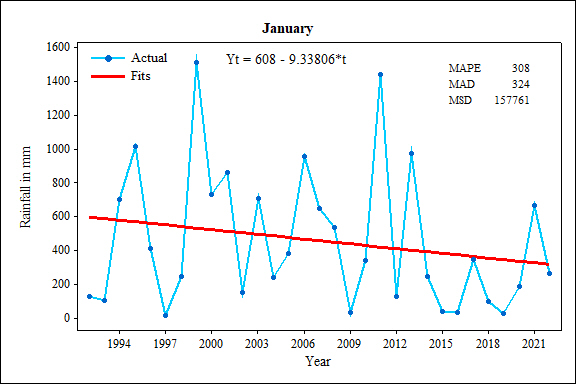 January
Actual
Fits
Yt = 608 - 9.33806*t
MAPE 308
MAD 324
MSD 157761
Rainfall in mm
1600
1400
1200
1000
800
600
400
200
0
1994 1997 2000 2003 2006 2009 2012 2015 2018 2021
Year